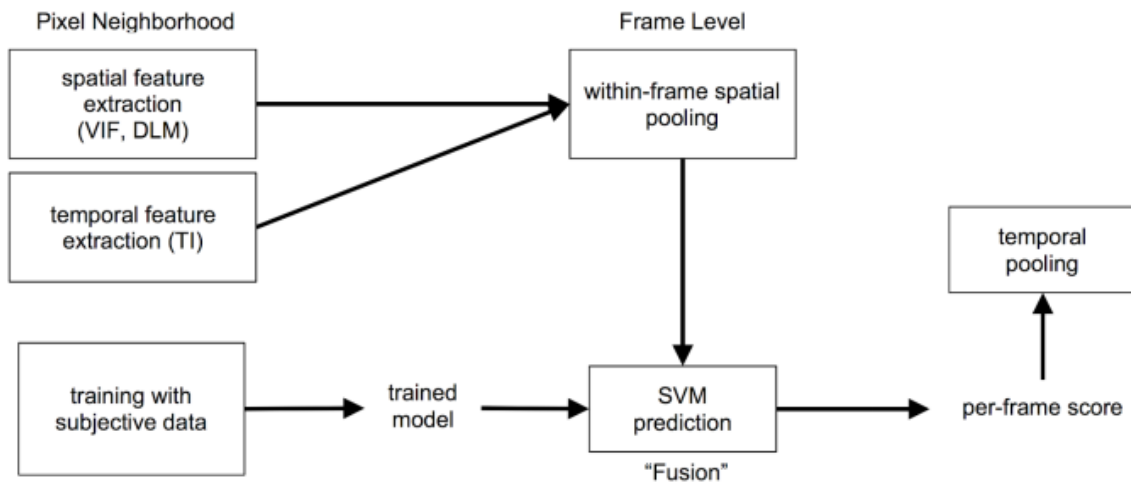 Pixel Neighborhood
Frame Level
spatial feature
extraction
(VIF, DLM)
within-frame spatial
pooling
temporal feature
extraction (TI)
temporal
pooling
training with
subjective data
trained
model
SVM
prediction
per-frame score
“Fusion”